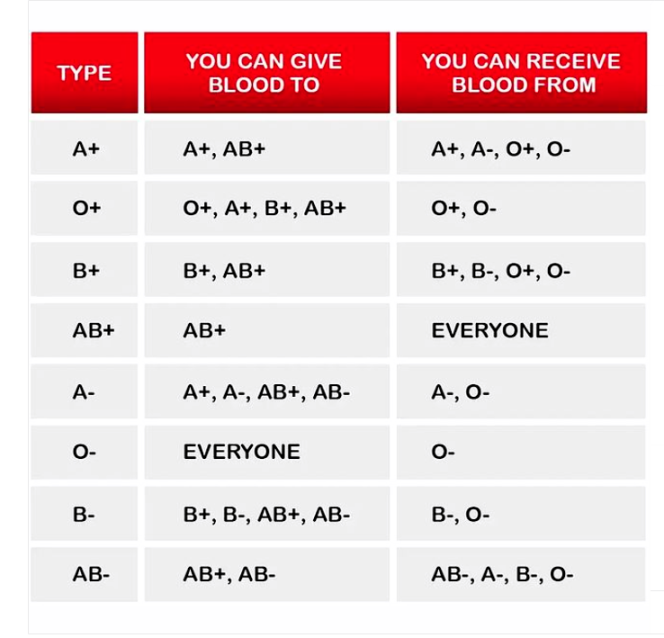 TYPE
YOU CAN GIVE
BLOOD TO
YOU CAN RECEIVE
BLOOD FROM
A+ A+, AB+ A+, A-, O+, O-
O+ O+, A+, B+, AB+ O+, O-
B+ B+, AB+ B+, B-, O+, O-
AB+ AB+ EVERYONE
A- A+, A-, AB+, AB- A-, O-
O- EVERYONE O-
B- B+, B-, AB+, AB- B-, O-
AB- AB+, AB- AB-, A-, B-, O-